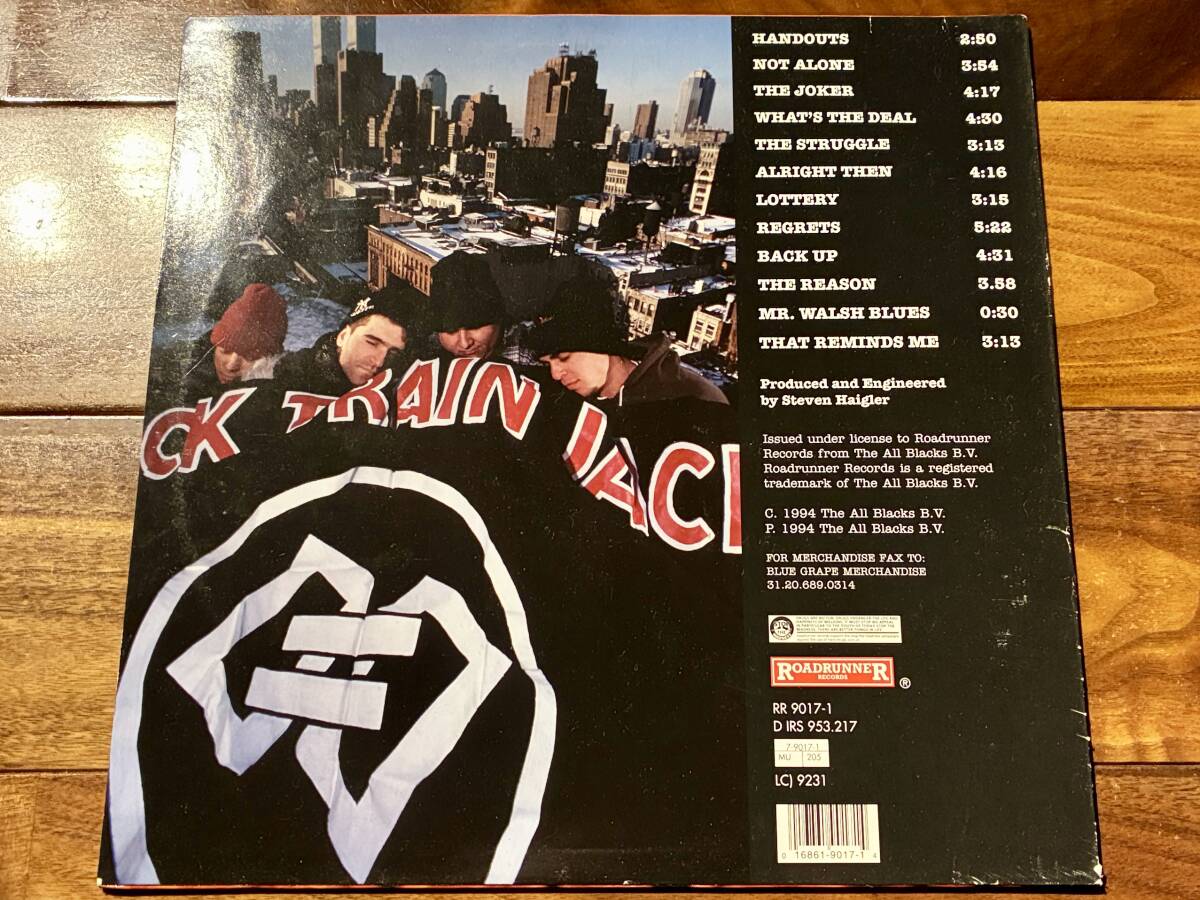 HANDOUTS 2:50
NOT ALONE 3:54
THE JOKER 4:17
WHAT'S THE DEAL 4:30
THE STRUGGLE 3:13
ALRIGHT THEN 4:16
LOTTERY 3:15
REGRETS 5:22
BACK UP 4:31
THE REASON 3.58
MR. WALSH BLUES 0:30
THAT REMINDS ME 3:13
Produced and Engineered
by Steven Haigler
Issued under license to Roadrunner
Records from The All Blacks B.V.
Roadrunner Records is a registered
trademark of The All Blacks B.V.
C. 1994 The All Blacks B.V.
P. 1994 The All Blacks B.V.
FOR MERCHANDISE FAX TO:
BLUE GRAPE MERCHANDISE
31.20.689.0314
ROADRUNNER
RECORDS
®
RR 9017-1
D IRS 953.217
7-9017-1
MU 205
LC) 9231
0 16861-9017-1 4
CK TRAIN JACK